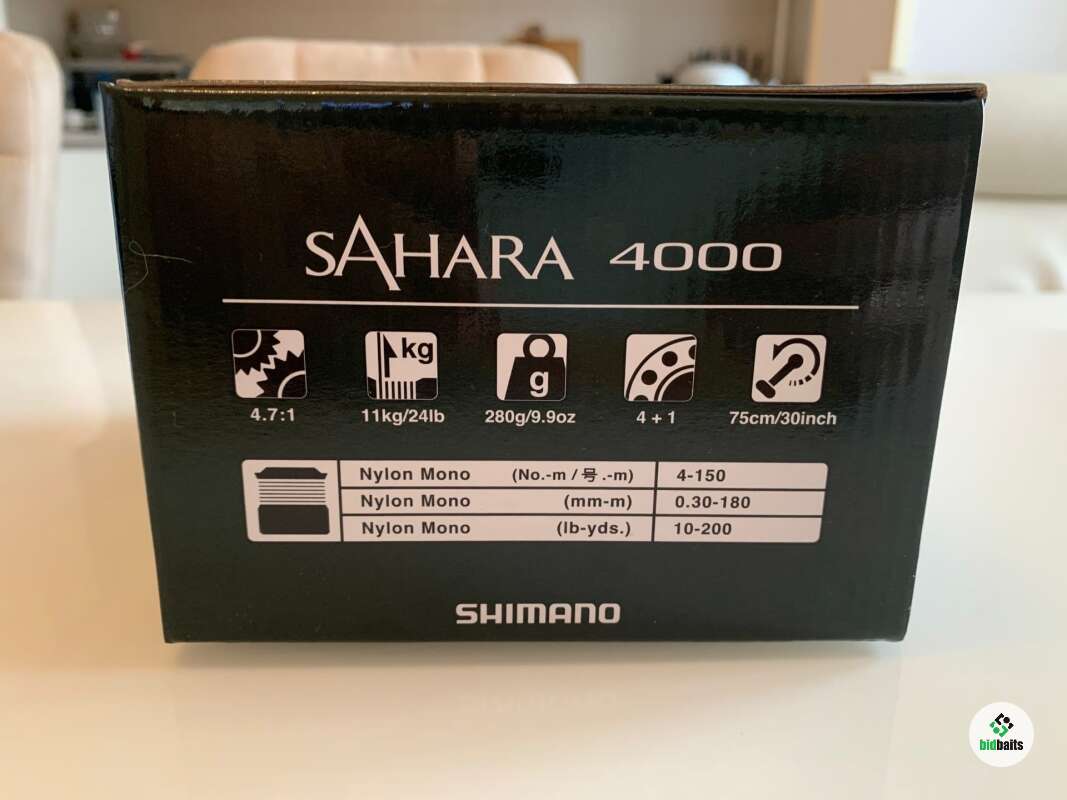 SAHARA 4000
kg
g
4.7:1 11kg/24lb 280g/9.9oz 4 + 1 75cm/30inch
Nylon Mono (No.-m / 号.-m) 4-150
Nylon Mono (mm-m) 0.30-180
Nylon Mono (lb-yds.) 10-200
SHIMANO
bidbaits